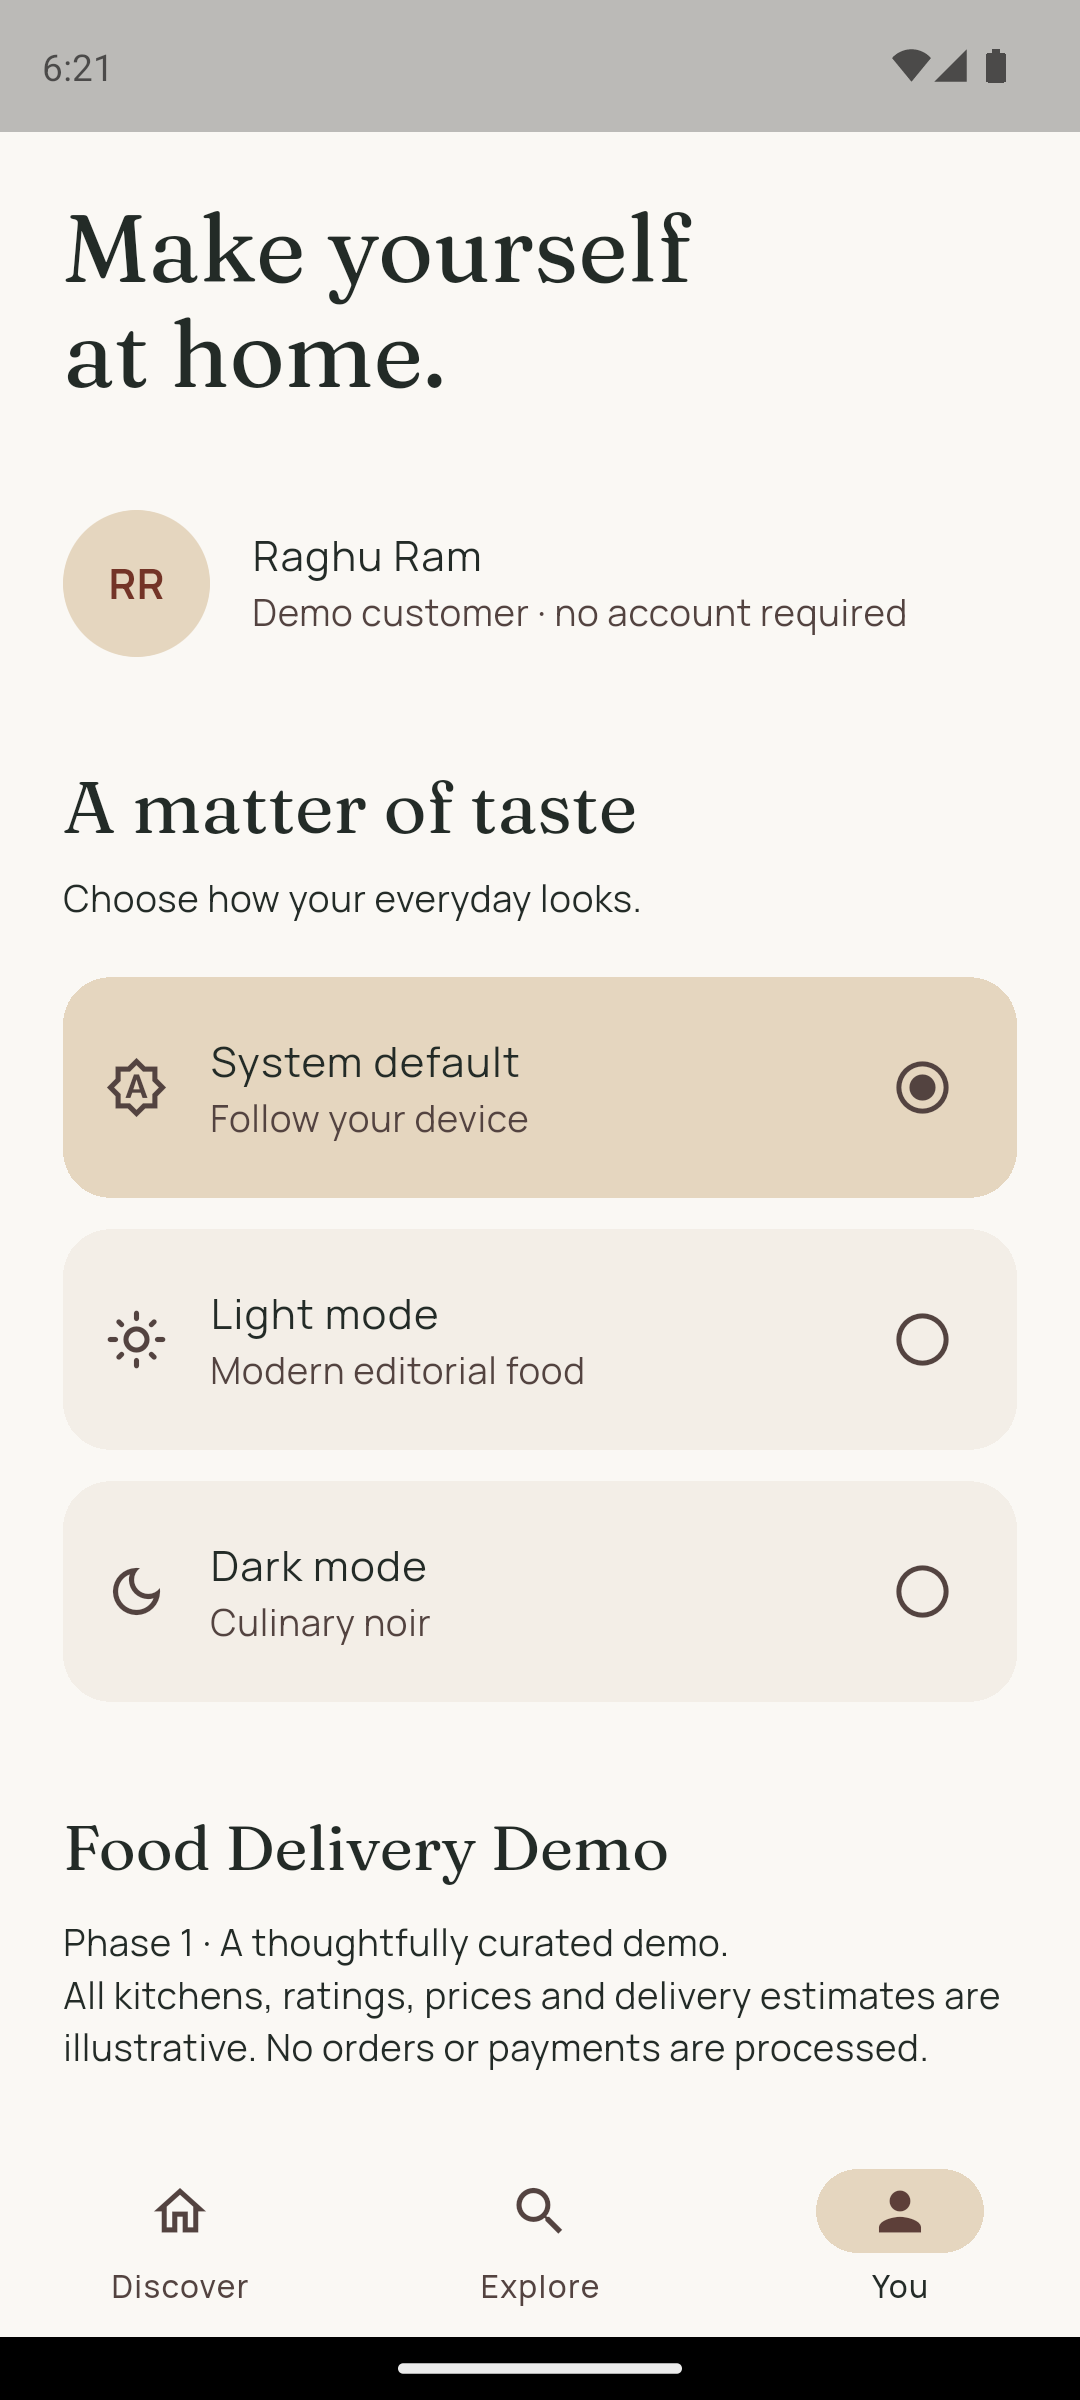 6:21
Make yourself
at home.
RR
Raghu Ram
Demo customer · no account required
A matter of taste
Choose how your everyday looks.
A
System default
Follow your device
Light mode
Modern editorial food
Dark mode
Culinary noir
Food Delivery Demo
Phase 1 · A thoughtfully curated demo.
All kitchens, ratings, prices and delivery estimates are
illustrative. No orders or payments are processed.
Discover
Explore
You